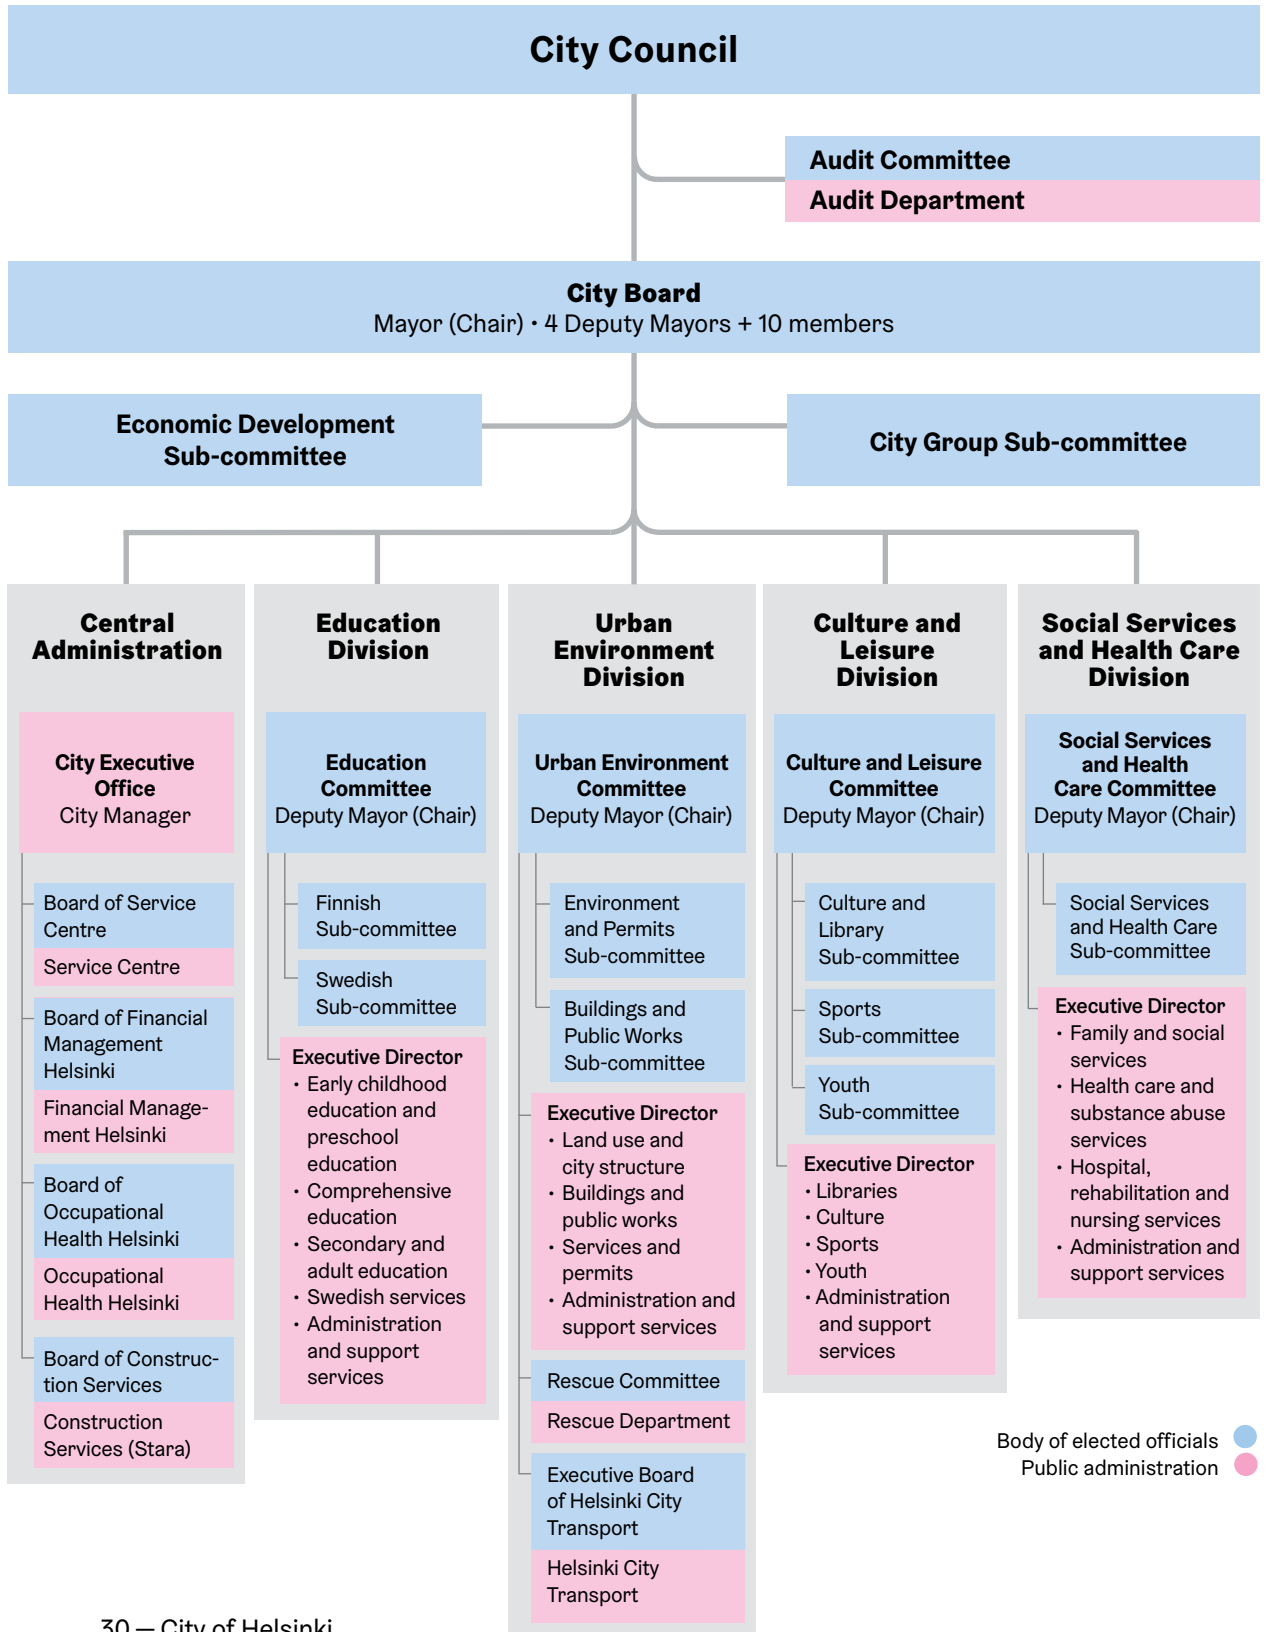 City Council
Audit Committee
Audit Department
City Board
Mayor (Chair) • 4 Deputy Mayors + 10 members
Economic Development
Sub-committee
City Group Sub-committee
Central
Administration
City Executive
Office
City Manager
Board of Service
Centre
Service Centre
Board of Financial
Management
Helsinki
Financial Manage-
ment Helsinki
Board of
Occupational
Health Helsinki
Occupational
Health Helsinki
Board of Construc-
tion Services
Construction
Services (Stara)
Education
Division
Education
Committee
Deputy Mayor (Chair)
Finnish
Sub-committee
Swedish
Sub-committee
Executive Director
• Early childhood
education and
preschool
education
• Comprehensive
education
• Secondary and
adult education
• Swedish services
• Administration
and support
services
Urban
Environment
Division
Urban Environment
Committee
Deputy Mayor (Chair)
Environment
and Permits
Sub-committee
Buildings and
Public Works
Sub-committee
Executive Director
• Land use and
city structure
• Buildings and
public works
• Services and
permits
• Administration and
support services
Rescue Committee
Rescue Department
Executive Board
of Helsinki City
Transport
Helsinki City
Transport
Culture and
Leisure
Division
Culture and Leisure
Committee
Deputy Mayor (Chair)
Culture and
Library
Sub-committee
Sports
Sub-committee
Youth
Sub-committee
Executive Director
• Libraries
• Culture
• Sports
• Youth
• Administration
and support
services
Social Services
and Health Care
Division
Social Services
and Health
Care Committee
Deputy Mayor (Chair)
Social Services
and Health Care
Sub-committee
Executive Director
• Family and social
services
• Health care and
substance abuse
services
• Hospital,
rehabilitation and
nursing services
• Administration and
support services
Body of elected officials
Public administration
30 — City of Helsinki